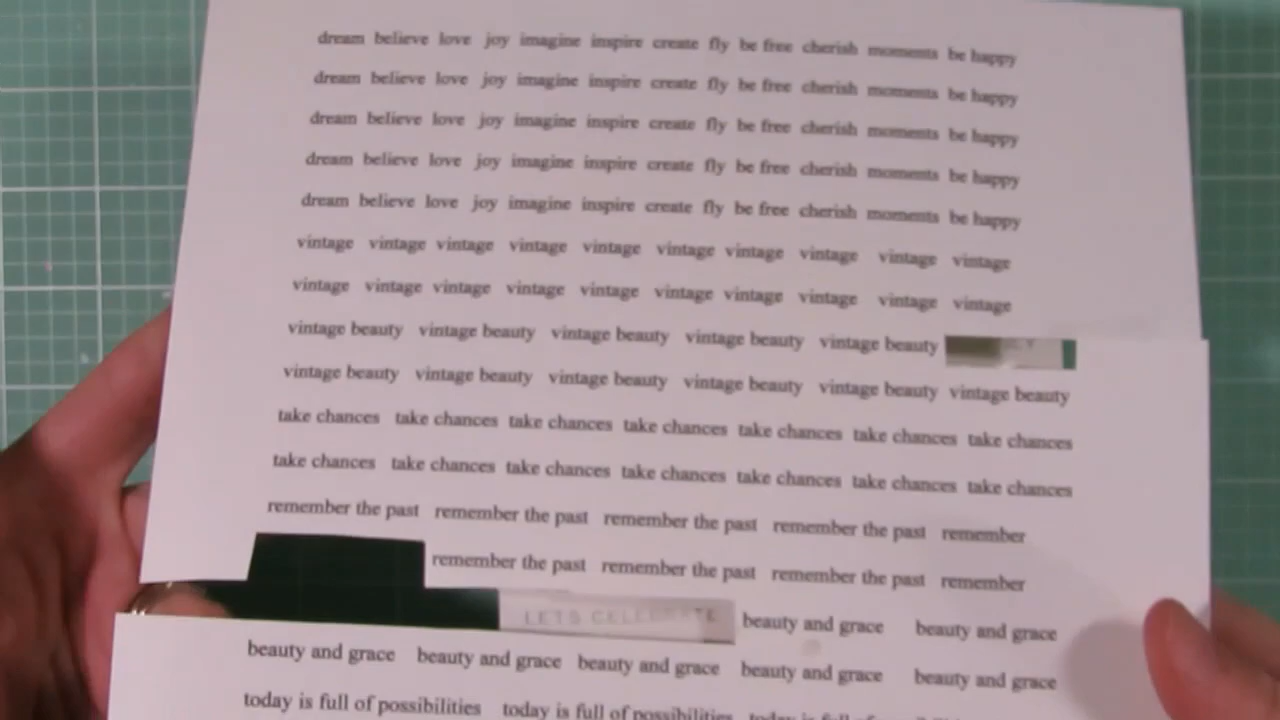 dream believe love joy imagine inspire create fly be free cherish moments be happy
dream believe love joy imagine inspire create fly be free cherish moments be happy
dream believe love joy imagine inspire create fly be free cherish moments be happy
dream believe love joy imagine inspire create fly be free cherish moments be happy
dream believe love joy imagine inspire create fly be free cherish moments be happy
vintage vintage vintage vintage vintage vintage vintage vintage vintage vintage
vintage vintage vintage vintage vintage vintage vintage vintage vintage vintage
vintage beauty vintage beauty vintage beauty vintage beauty vintage beauty
vintage beauty vintage beauty vintage beauty vintage beauty vintage beauty vintage beauty
take chances take chances take chances take chances take chances take chances take chances
take chances take chances take chances take chances take chances take chances take chances
remember the past remember the past remember the past remember the past remember
remember the past remember the past remember the past remember
LETS CELEBRATE beauty and grace beauty and grace
beauty and grace beauty and grace beauty and grace beauty and grace beauty and grace
today is full of possibilities today is full of possibilities today is full of